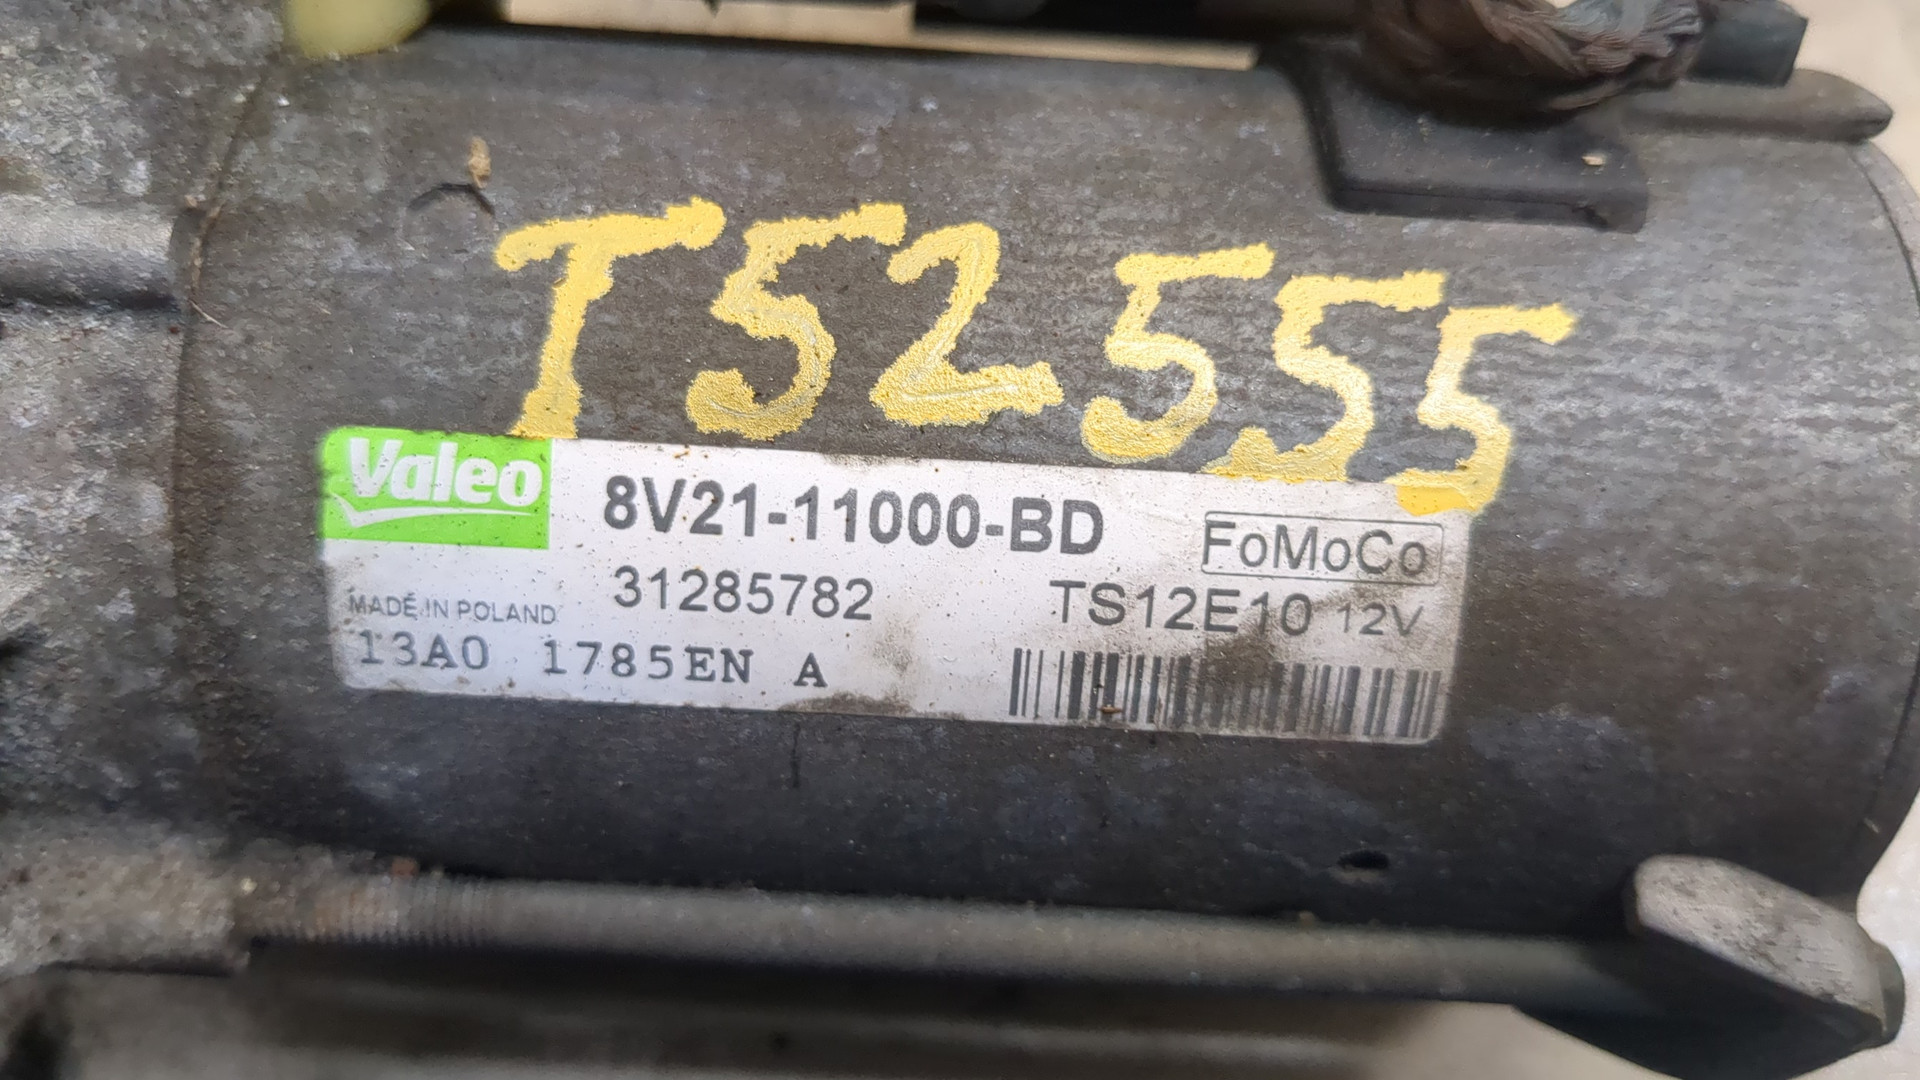 T52555
Valeo
8V21-11000-BD
FoMoCo
31285782
TS12E10 12V
MADE IN POLAND
13A0 1785EN A